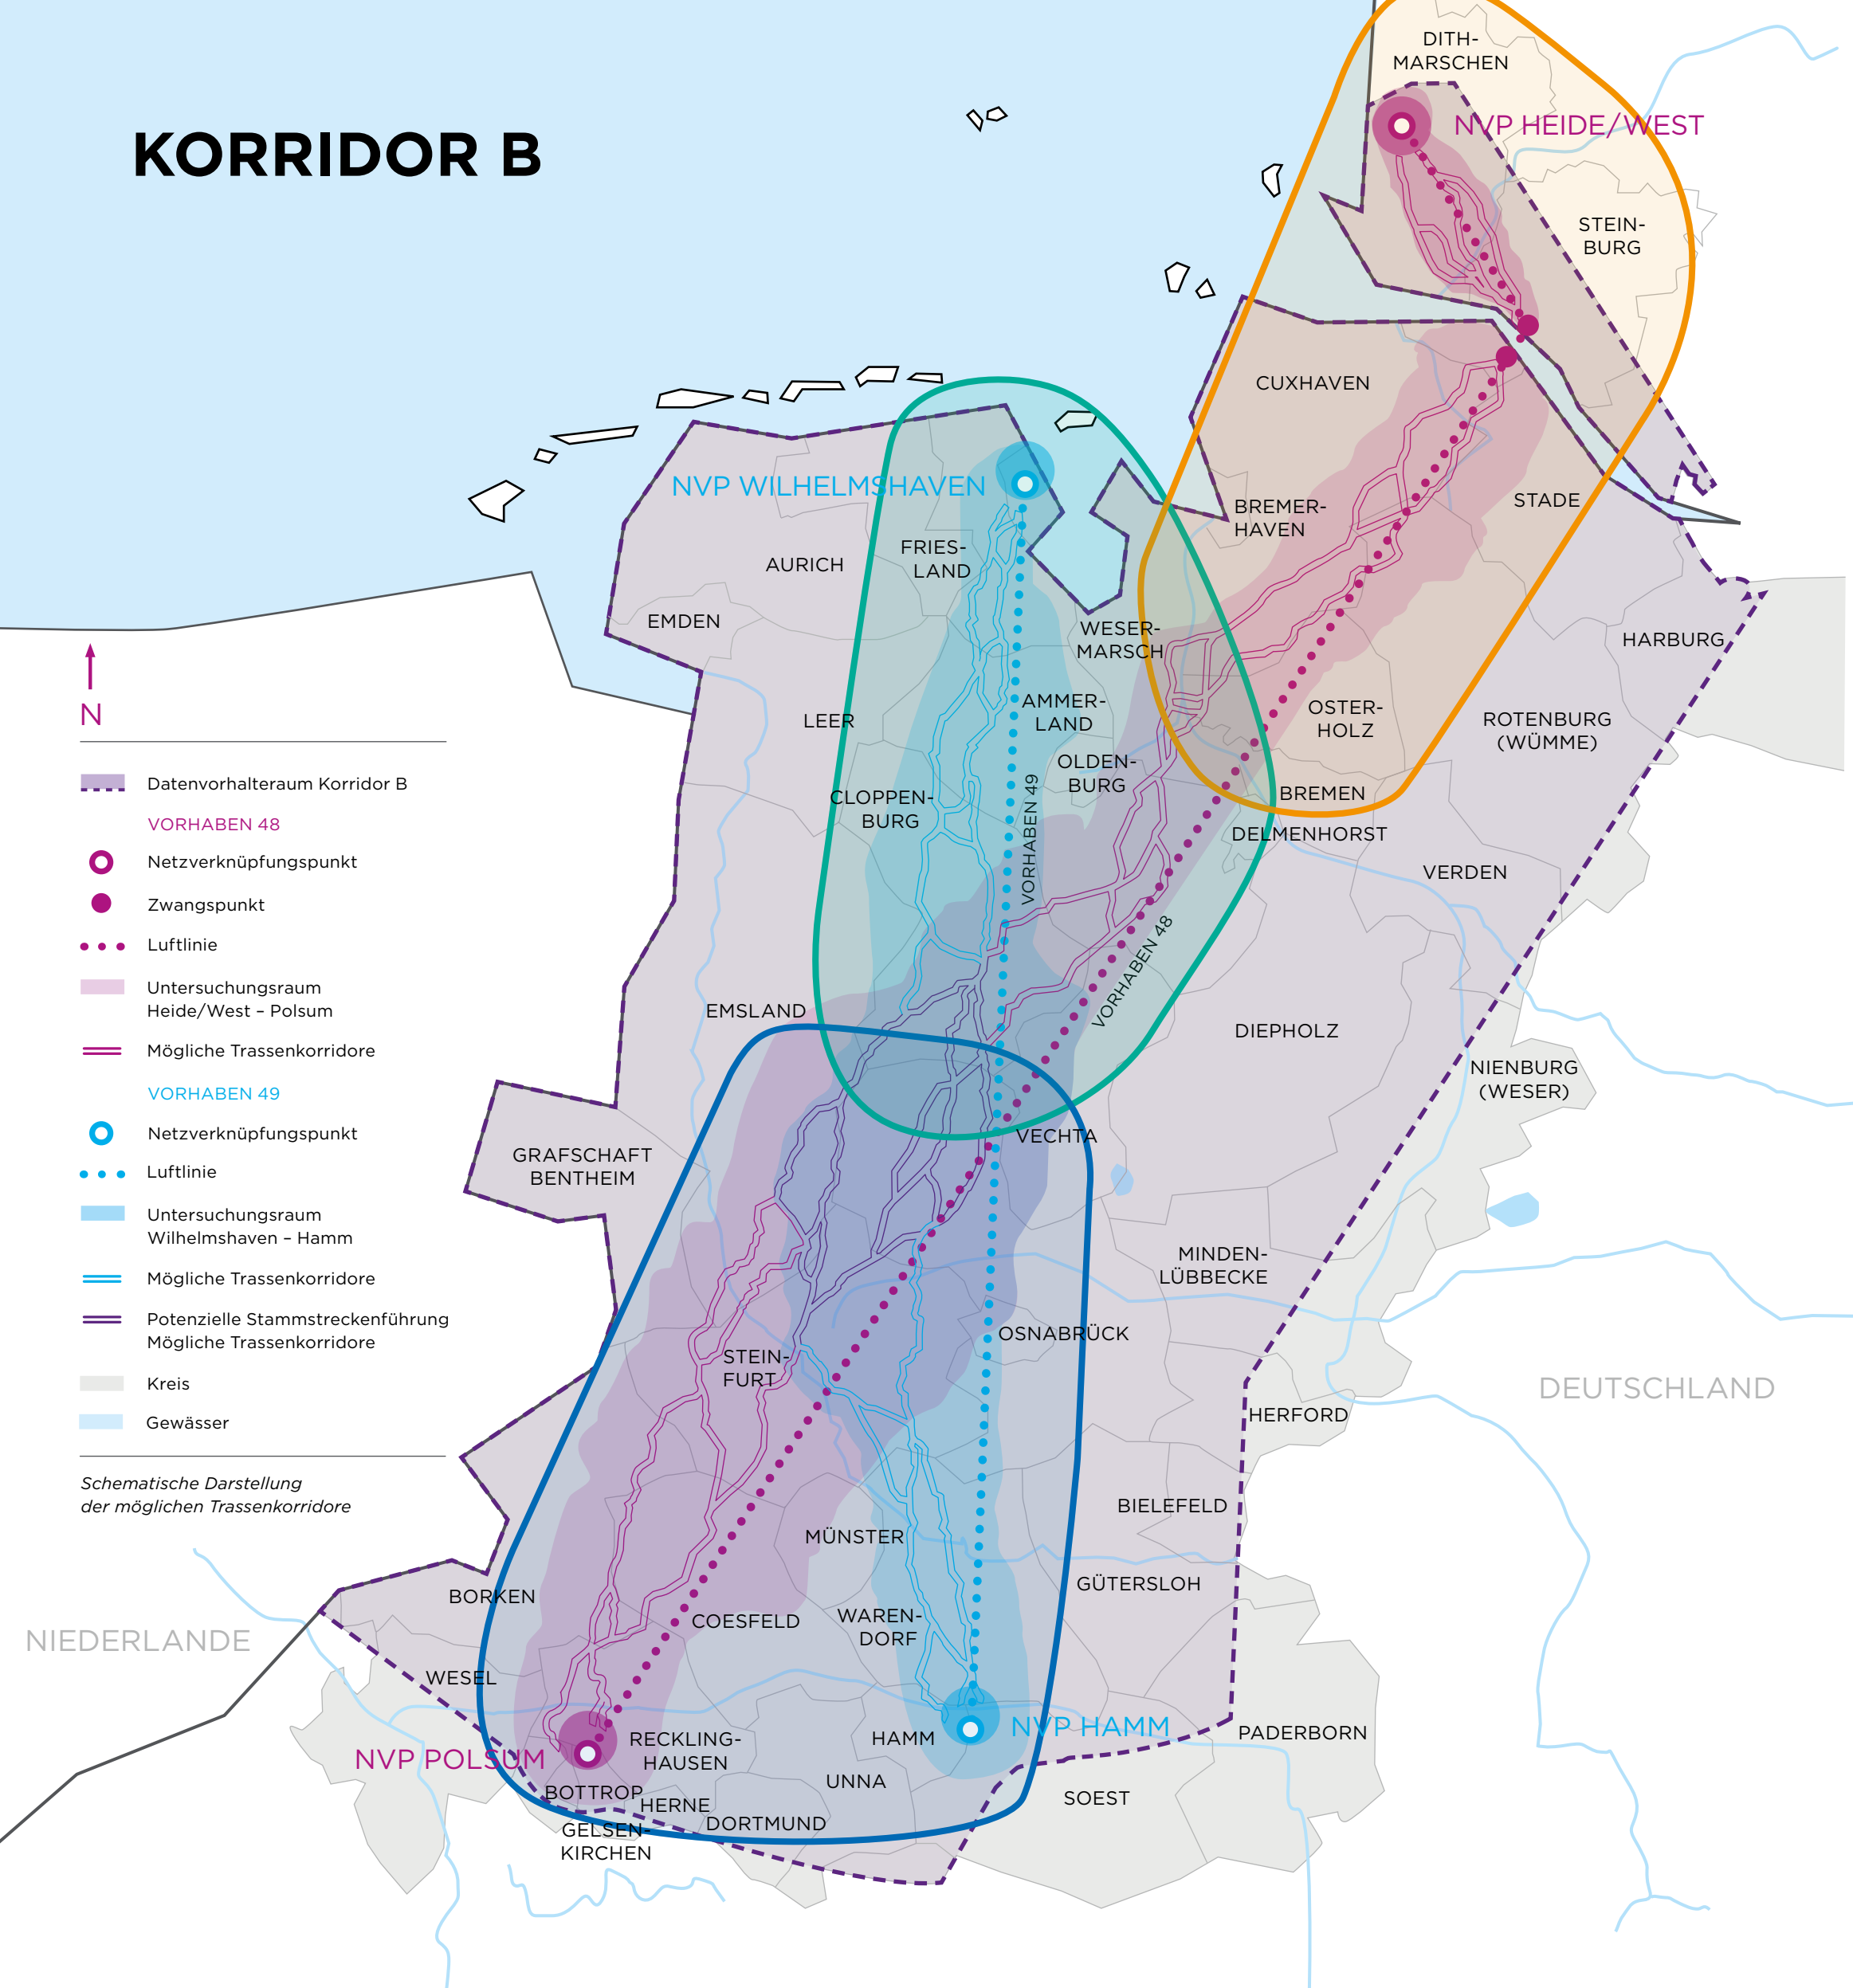 KORRIDOR B
DITH-
MARSCHEN
NVP HEIDE/WEST
STEIN-
BURG
CUXHAVEN
STADE
BREMER-
HAVEN
NVP WILHELMSHAVEN
FRIES-
LAND
AURICH
EMDEN
WESER-
MARSCH
HARBURG
LEER
AMMER-
LAND
OSTER-
HOLZ
ROTENBURG
(WÜMME)
OLDEN-
BURG
CLOPPEN-
BURG
BREMEN
DELMENHORST
VERDEN
VORHABEN 49
VORHABEN 48
EMSLAND
DIEPHOLZ
NIENBURG
(WESER)
VECHTA
GRAFSCHAFT
BENTHEIM
MINDEN-
LÜBBECKE
OSNABRÜCK
STEIN-
FURT
DEUTSCHLAND
HERFORD
BIELEFELD
MÜNSTER
GÜTERSLOH
BORKEN
COESFELD
WAREN-
DORF
NIEDERLANDE
WESEL
NVP HAMM
HAMM
PADERBORN
RECKLING-
HAUSEN
NVP POLSUM
UNNA
BOTTROP
HERNE
SOEST
DORTMUND
GELSEN-
KIRCHEN
N
Datenvorhalteraum Korridor B
VORHABEN 48
Netzverknüpfungspunkt
Zwangspunkt
Luftlinie
Untersuchungsraum
Heide/West – Polsum
Mögliche Trassenkorridore
VORHABEN 49
Netzverknüpfungspunkt
Luftlinie
Untersuchungsraum
Wilhelmshaven – Hamm
Mögliche Trassenkorridore
Potenzielle Stammstreckenführung
Mögliche Trassenkorridore
Kreis
Gewässer
Schematische Darstellung
der möglichen Trassenkorridore